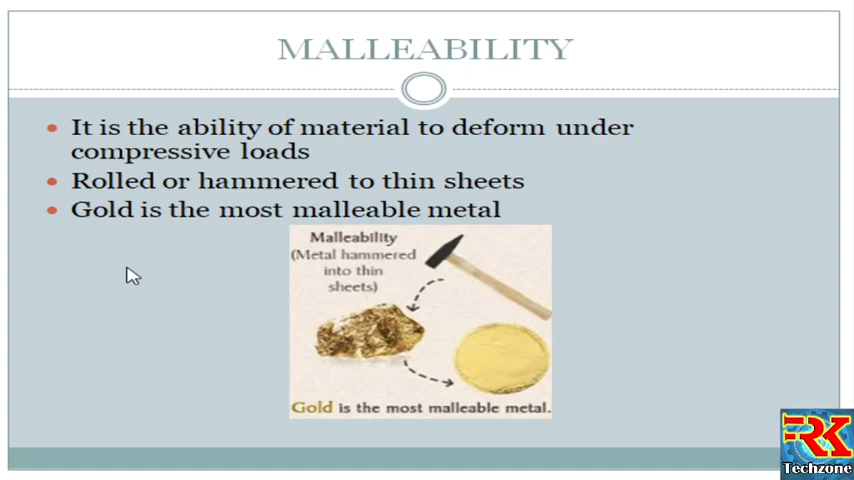 MALLEABILITY
It is the ability of material to deform under
compressive loads
Rolled or hammered to thin sheets
Gold is the most malleable metal
Malleability
(Metal hammered
into thin
sheets)
Gold is the most malleable metal.
RK
Techzone